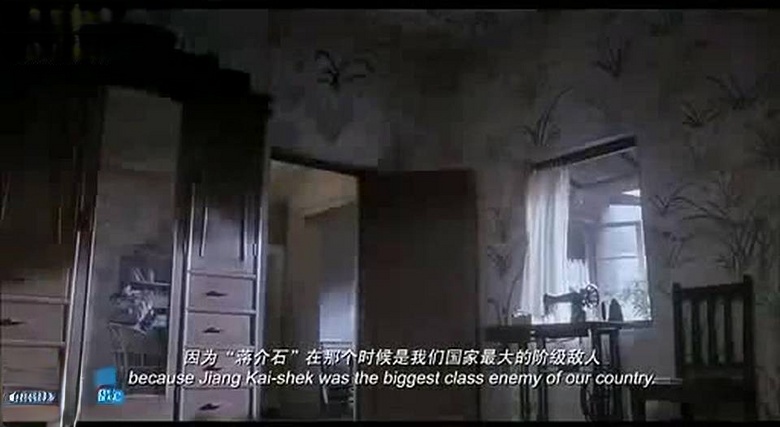 因为“蒋介石”在那个时候是我们国家最大的阶级敌人
because Jiang Kai-shek was the biggest class enemy of our country.